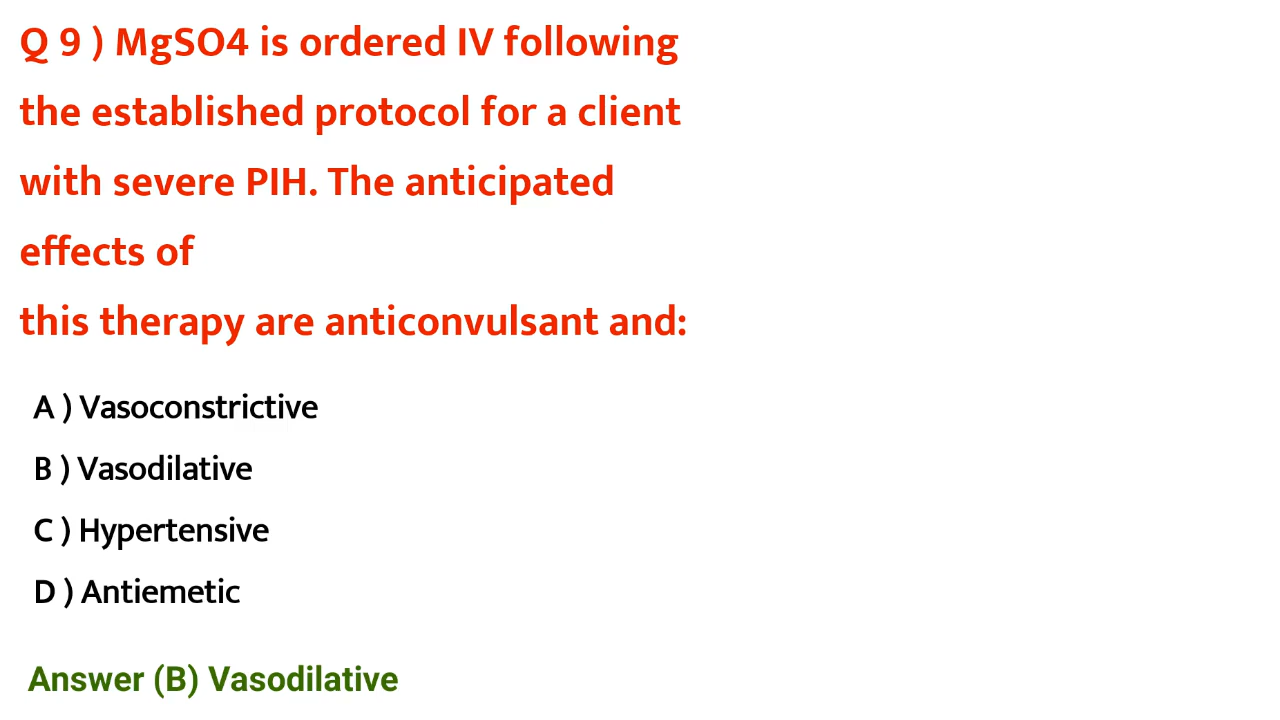 Q 9 ) MgSO4 is ordered IV following
the established protocol for a client
with severe PIH. The anticipated
effects of
this therapy are anticonvulsant and:
A ) Vasoconstrictive
B ) Vasodilative
C ) Hypertensive
D ) Antiemetic
Answer (B) Vasodilative